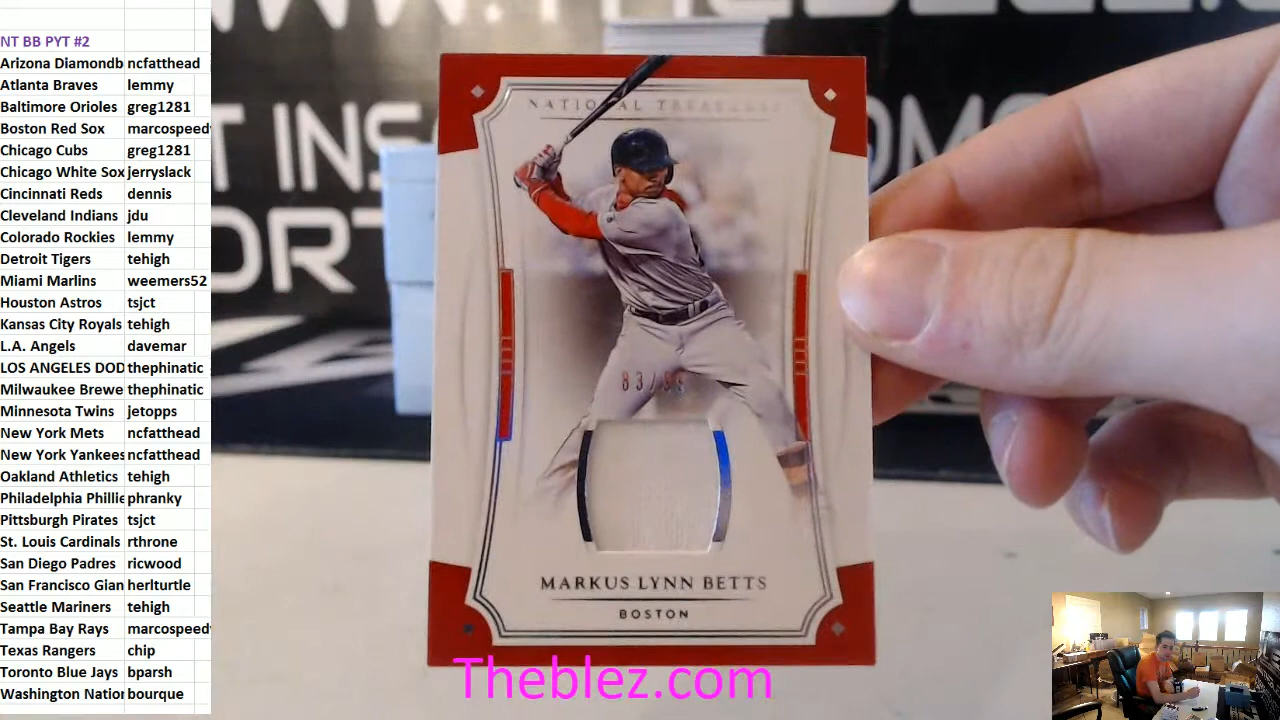 NT BB PYT #2
Arizona Diamondb ncfatthead
Atlanta Braves lemmy
Baltimore Orioles greg1281
Boston Red Sox marcospeed
Chicago Cubs greg1281
Chicago White Sox jerryslack
Cincinnati Reds dennis
Cleveland Indians jdu
Colorado Rockies lemmy
Detroit Tigers tehigh
Miami Marlins weemers52
Houston Astros tsjct
Kansas City Royals tehigh
L.A. Angels davemar
LOS ANGELES DOD thephinatic
Milwaukee Brewe thephinatic
Minnesota Twins jetopps
New York Mets ncfatthead
New York Yankees ncfatthead
Oakland Athletics tehigh
Philadelphia Phillie phranky
Pittsburgh Pirates tsjct
St. Louis Cardinals rthrone
San Diego Padres ricwood
San Francisco Gian herlturtle
Seattle Mariners tehigh
Tampa Bay Rays marcospeed
Texas Rangers chip
Toronto Blue Jays bparsh
Washington Nation bourque
NATIONAL TREASURES
MARKUS LYNN BETTS
BOSTON
Theblez.com